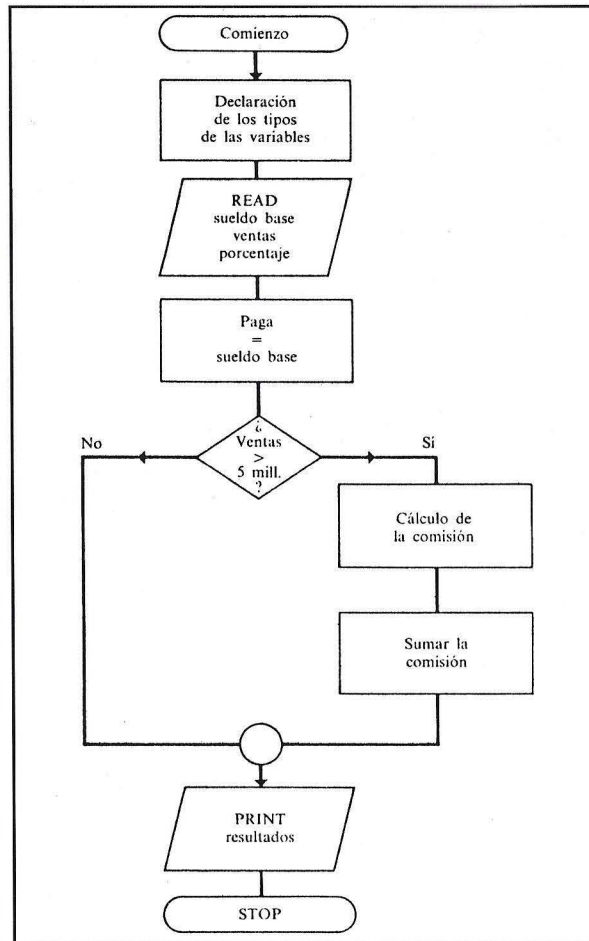 Comienzo
Declaración
de los tipos
de las variables
READ
sueldo base
ventas
porcentaje
Paga
=
sueldo base
¿
Ventas
>
5 mill.
?
No
Sí
Cálculo de
la comisión
Sumar la
comisión
PRINT
resultados
STOP